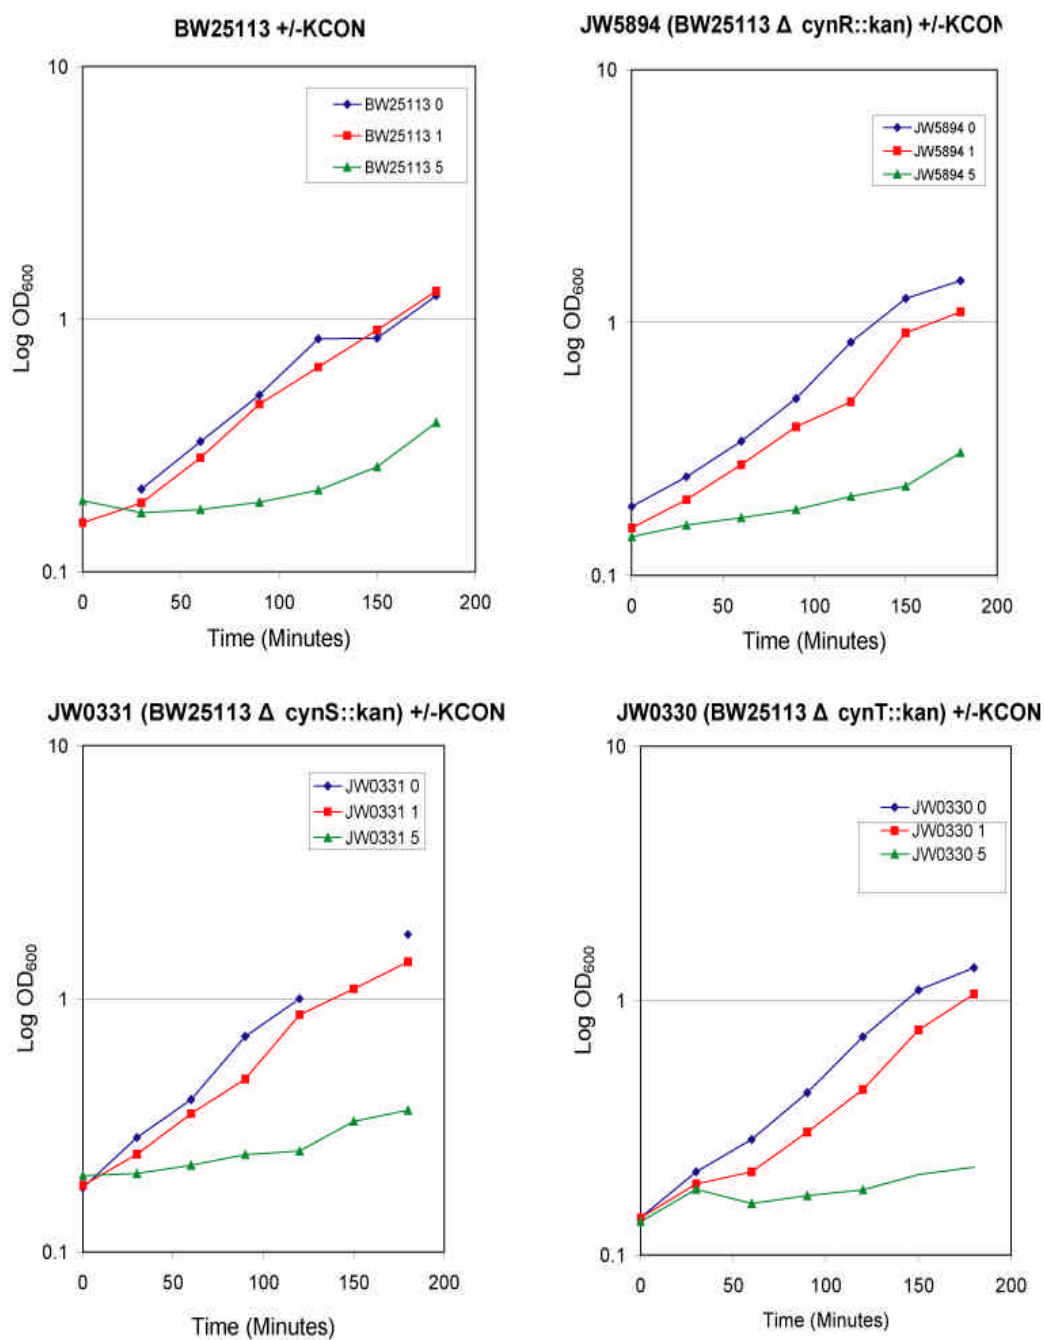 BW25113 +/-KCON
10
BW25113 0
BW25113 1
BW25113 5
1
0.1
Log OD600
0 50 100 150 200
Time (Minutes)
JW5894 (BW25113 Δ cynR::kan) +/-KCON
10
JW5894 0
JW5894 1
JW5894 5
1
0.1
Log OD600
0 50 100 150 200
Time (Minutes)
JW0331 (BW25113 Δ cynS::kan) +/-KCON
10
JW0331 0
JW0331 1
JW0331 5
1
0.1
Log OD600
0 50 100 150 200
Time (Minutes)
JW0330 (BW25113 Δ cynT::kan) +/-KCON
10
JW0330 0
JW0330 1
JW0330 5
1
0.1
Log OD600
0 50 100 150 200
Time (Minutes)